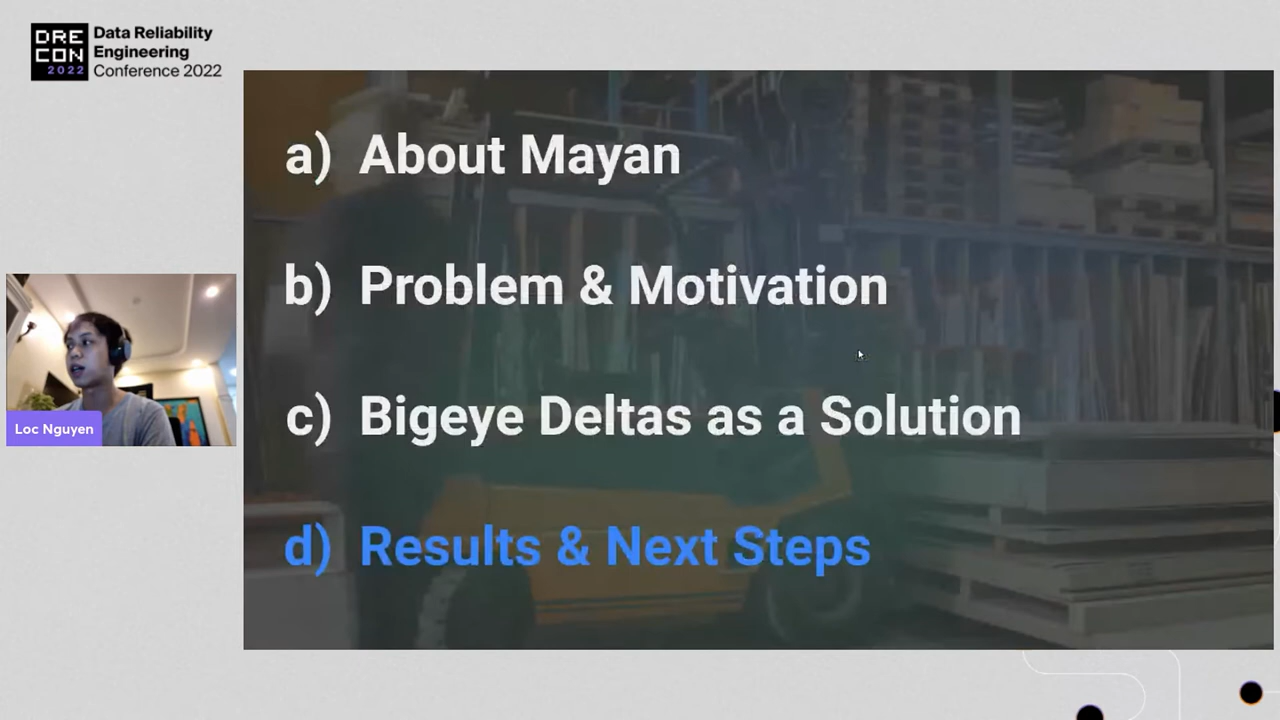 DRE
CON
2022
Data Reliability
Engineering
Conference 2022
a) About Mayan
b) Problem & Motivation
c) Bigeye Deltas as a Solution
d) Results & Next Steps
Loc Nguyen